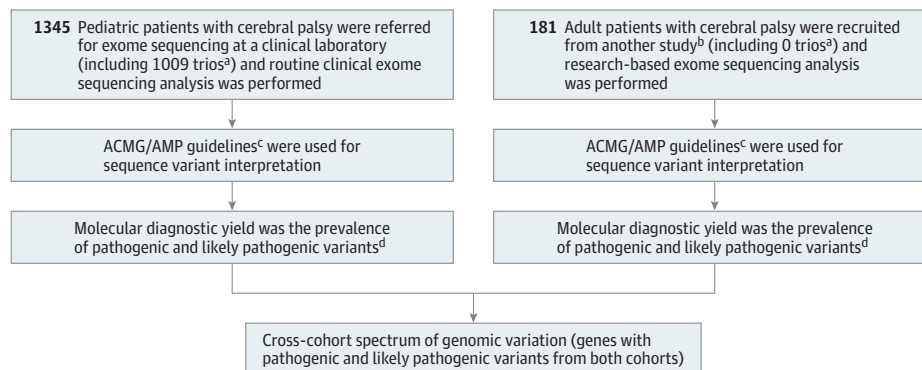 1345 Pediatric patients with cerebral palsy were referred
for exome sequencing at a clinical laboratory
(including 1009 triosa) and routine clinical exome
sequencing analysis was performed
181 Adult patients with cerebral palsy were recruited
from another studyb (including 0 triosa) and
research-based exome sequencing analysis
was performed
ACMG/AMP guidelinesc were used for
sequence variant interpretation
ACMG/AMP guidelinesc were used for
sequence variant interpretation
Molecular diagnostic yield was the prevalence
of pathogenic and likely pathogenic variantsd
Molecular diagnostic yield was the prevalence
of pathogenic and likely pathogenic variantsd
Cross-cohort spectrum of genomic variation (genes with
pathogenic and likely pathogenic variants from both cohorts)